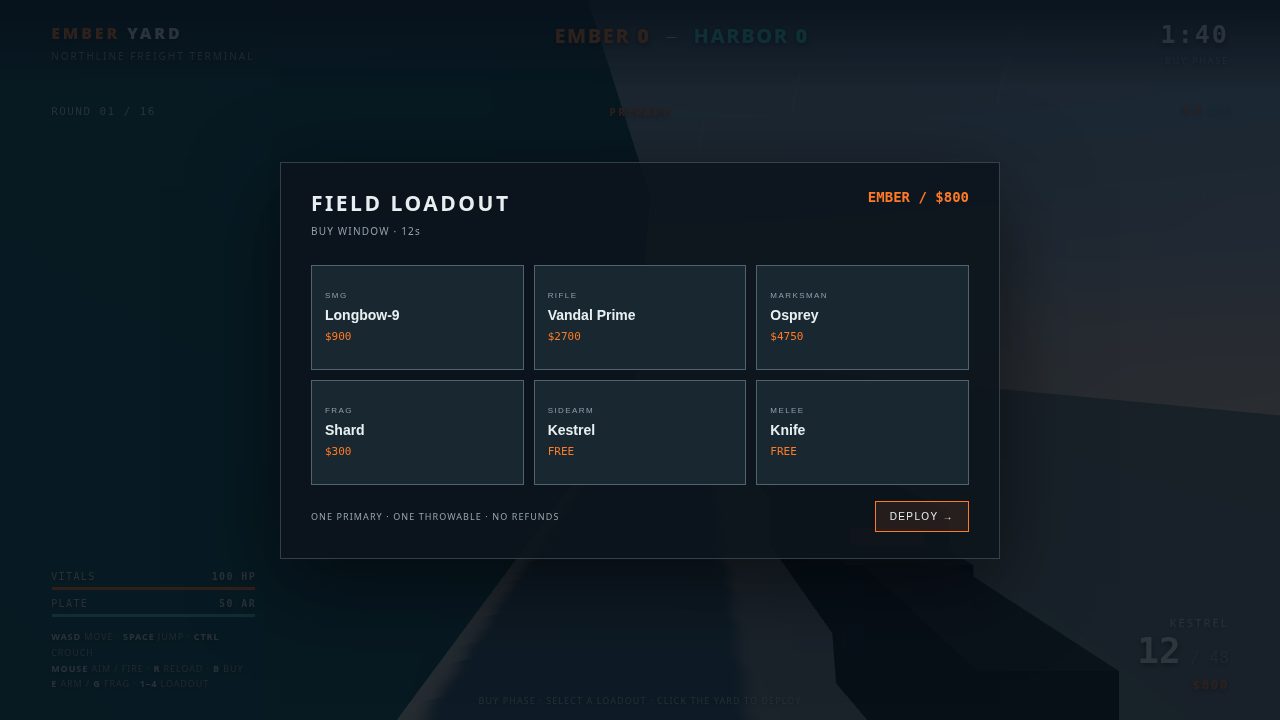 EMBER YARD
NORTHLINE FREIGHT TERMINAL
EMBER 0 — HARBOR 0
1:40
BUY PHASE
ROUND 01 / 16
FIELD LOADOUT
BUY WINDOW · 12s
EMBER / $800
SMG
Longbow-9
$900
RIFLE
Vandal Prime
$2700
MARKSMAN
Osprey
$4750
FRAG
Shard
$300
SIDEARM
Kestrel
FREE
MELEE
Knife
FREE
ONE PRIMARY · ONE THROWABLE · NO REFUNDS
DEPLOY →
VITALS 100 HP
PLATE 50 AR
WASD MOVE · SPACE JUMP · CTRL
CROUCH
MOUSE AIM / FIRE · R RELOAD · B BUY
E ARM / G FRAG · 1–4 LOADOUT
KESTREL
12 / 48
$800
BUY PHASE · SELECT A LOADOUT · CLICK THE YARD TO DEPLOY